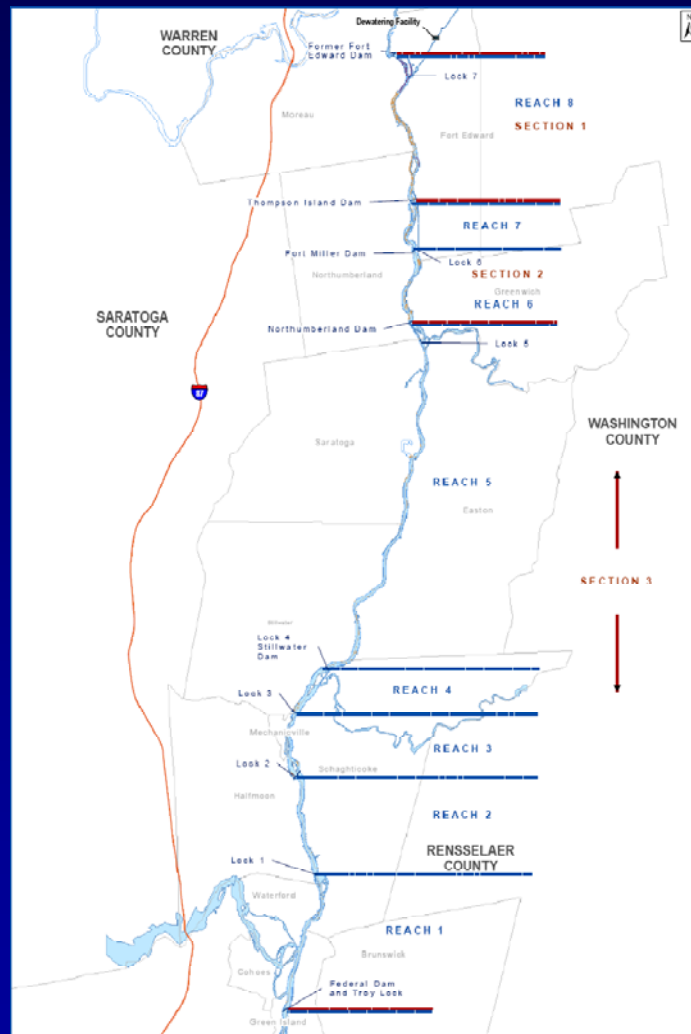 Dewatering Facility
N
WARREN
COUNTY
Former Fort
Edward Dam
Lock 7
REACH 8
Moreau
SECTION 1
Fort Edward
Thompson Island Dam
REACH 7
Fort Miller Dam
Lock 6
Northumberland
SECTION 2
Greenwich
REACH 6
SARATOGA
COUNTY
Northumberland Dam
Lock 5
87
WASHINGTON
COUNTY
Saratoga
REACH 5
Easton
SECTION 3
Stillwater
Lock 4
Stillwater
Dam
REACH 4
Lock 3
Mechanicville
REACH 3
Lock 2
Schaghticoke
Halfmoon
REACH 2
RENSSELAER
COUNTY
Lock 1
Waterford
REACH 1
Brunswick
Cohoes
Federal Dam
and Troy Lock
Green Island